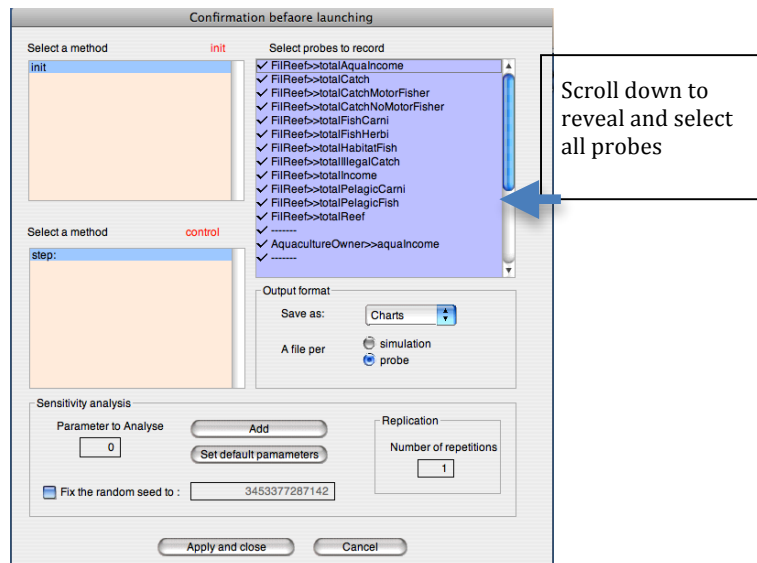 Confirmation befaore launching
Select a method init
Select probes to record
init
✓ FilReef>>totalAquaIncome
✓ FilReef>>totalCatch
✓ FilReef>>totalCatchMotorFisher
✓ FilReef>>totalCatchNoMotorFisher
✓ FilReef>>totalFishCarni
✓ FilReef>>totalFishHerbi
✓ FilReef>>totalHabitatFish
✓ FilReef>>totalIllegalCatch
✓ FilReef>>totalIncome
✓ FilReef>>totalPelagicCarni
✓ FilReef>>totalPelagicFish
✓ FilReef>>totalReef
✓ -------
✓ AquacultureOwner>>aquaIncome
✓ -------
Scroll down to
reveal and select
all probes
Select a method control
step:
Output format
Save as: Charts
A file per simulation
probe
Sensitivity analysis
Parameter to Analyse
0
Add
Set default pamameters
Fix the random seed to : 3453377287142
Replication
Number of repetitions
1
Apply and close Cancel